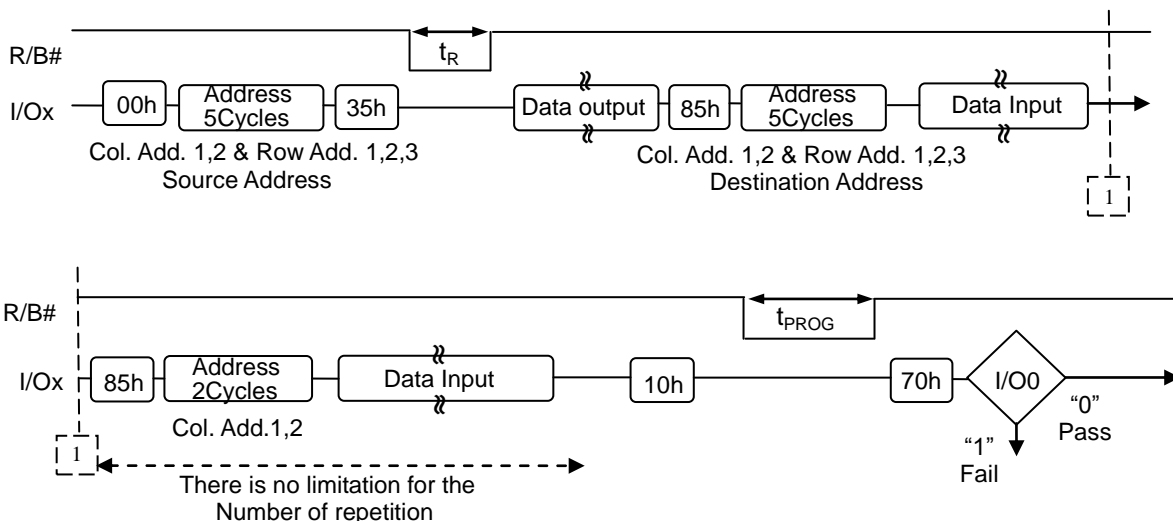 R/B#
t_R
I/Ox
00h
Address
5Cycles
35h
Data output
85h
Address
5Cycles
Data Input
Col. Add. 1,2 & Row Add. 1,2,3
Source Address
Col. Add. 1,2 & Row Add. 1,2,3
Destination Address
1
R/B#
t_PROG
I/Ox
85h
Address
2Cycles
Data Input
10h
70h
I/O0
“0”
Pass
Col. Add.1,2
1
“1”
Fail
There is no limitation for the
Number of repetition